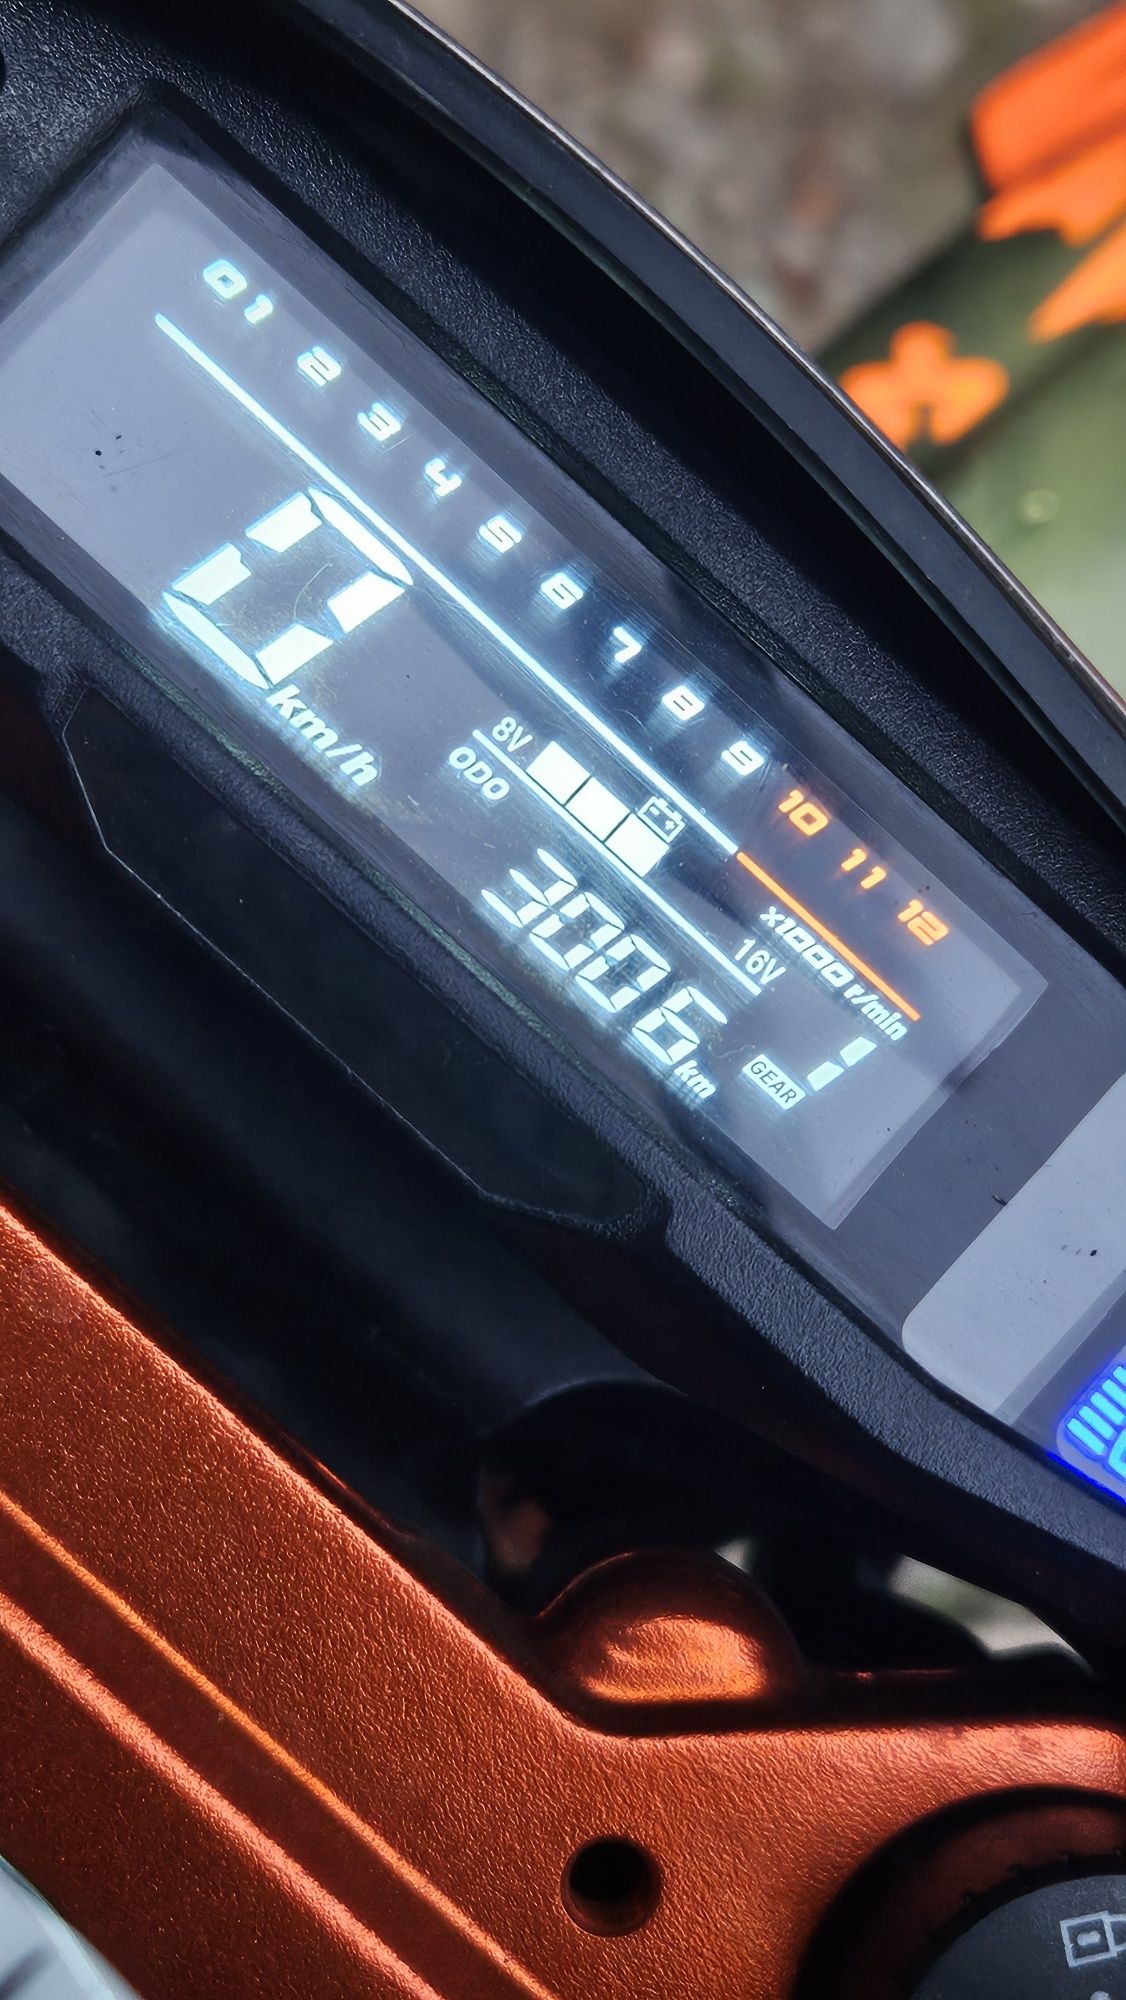 0 1 2 3 4 5 6 7 8 9 10 11 12
x1000 r/min
0 km/h
8V 16V
ODO
3006 km
GEAR 1